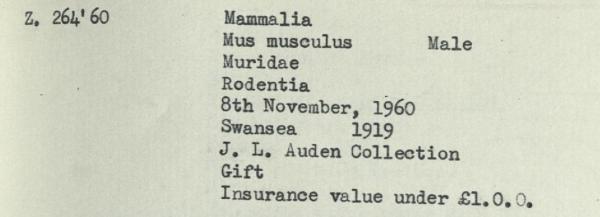 Z. 264'60 Mammalia
Mus musculus Male
Muridae
Rodentia
8th November, 1960
Swansea 1919
J. L. Auden Collection
Gift
Insurance value under £1.0.0.